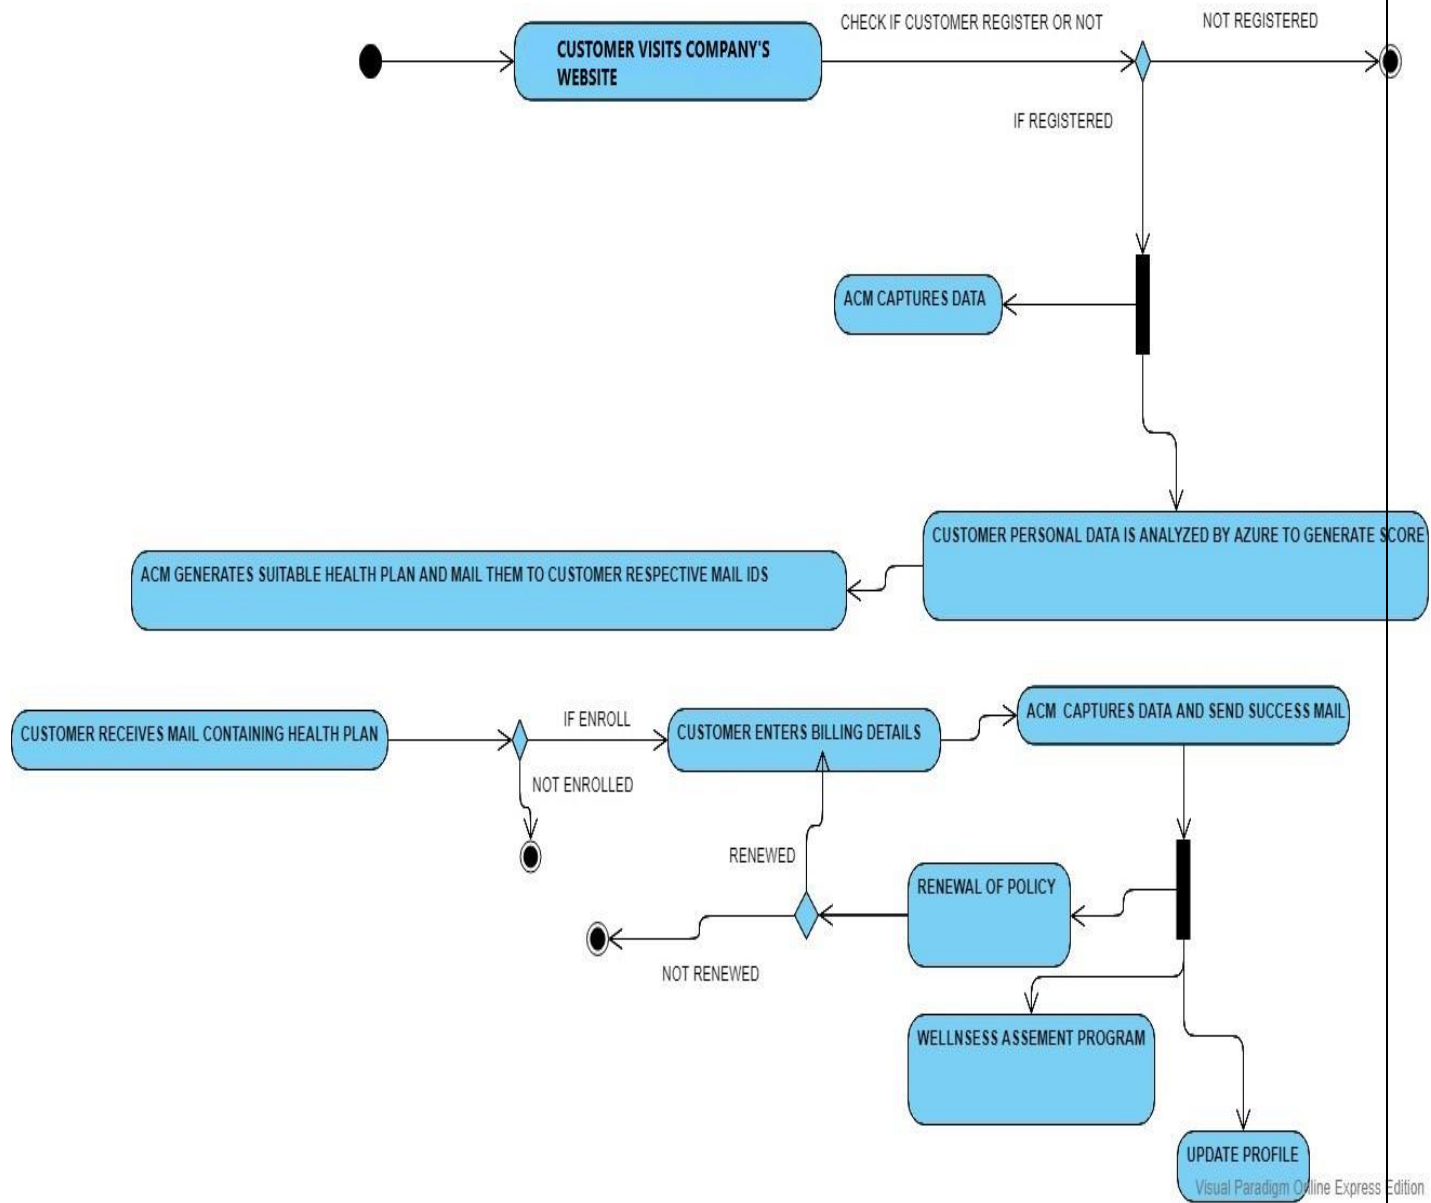 CHECK IF CUSTOMER REGISTER OR NOT
NOT REGISTERED
CUSTOMER VISITS COMPANY'S
WEBSITE
IF REGISTERED
ACM CAPTURES DATA
CUSTOMER PERSONAL DATA IS ANALYZED BY AZURE TO GENERATE SCORE
ACM GENERATES SUITABLE HEALTH PLAN AND MAIL THEM TO CUSTOMER RESPECTIVE MAIL IDS
CUSTOMER RECEIVES MAIL CONTAINING HEALTH PLAN
IF ENROLL
NOT ENROLLED
CUSTOMER ENTERS BILLING DETAILS
ACM CAPTURES DATA AND SEND SUCCESS MAIL
RENEWED
RENEWAL OF POLICY
NOT RENEWED
WELLNSESS ASSEMENT PROGRAM
UPDATE PROFILE
Visual Paradigm Online Express Edition